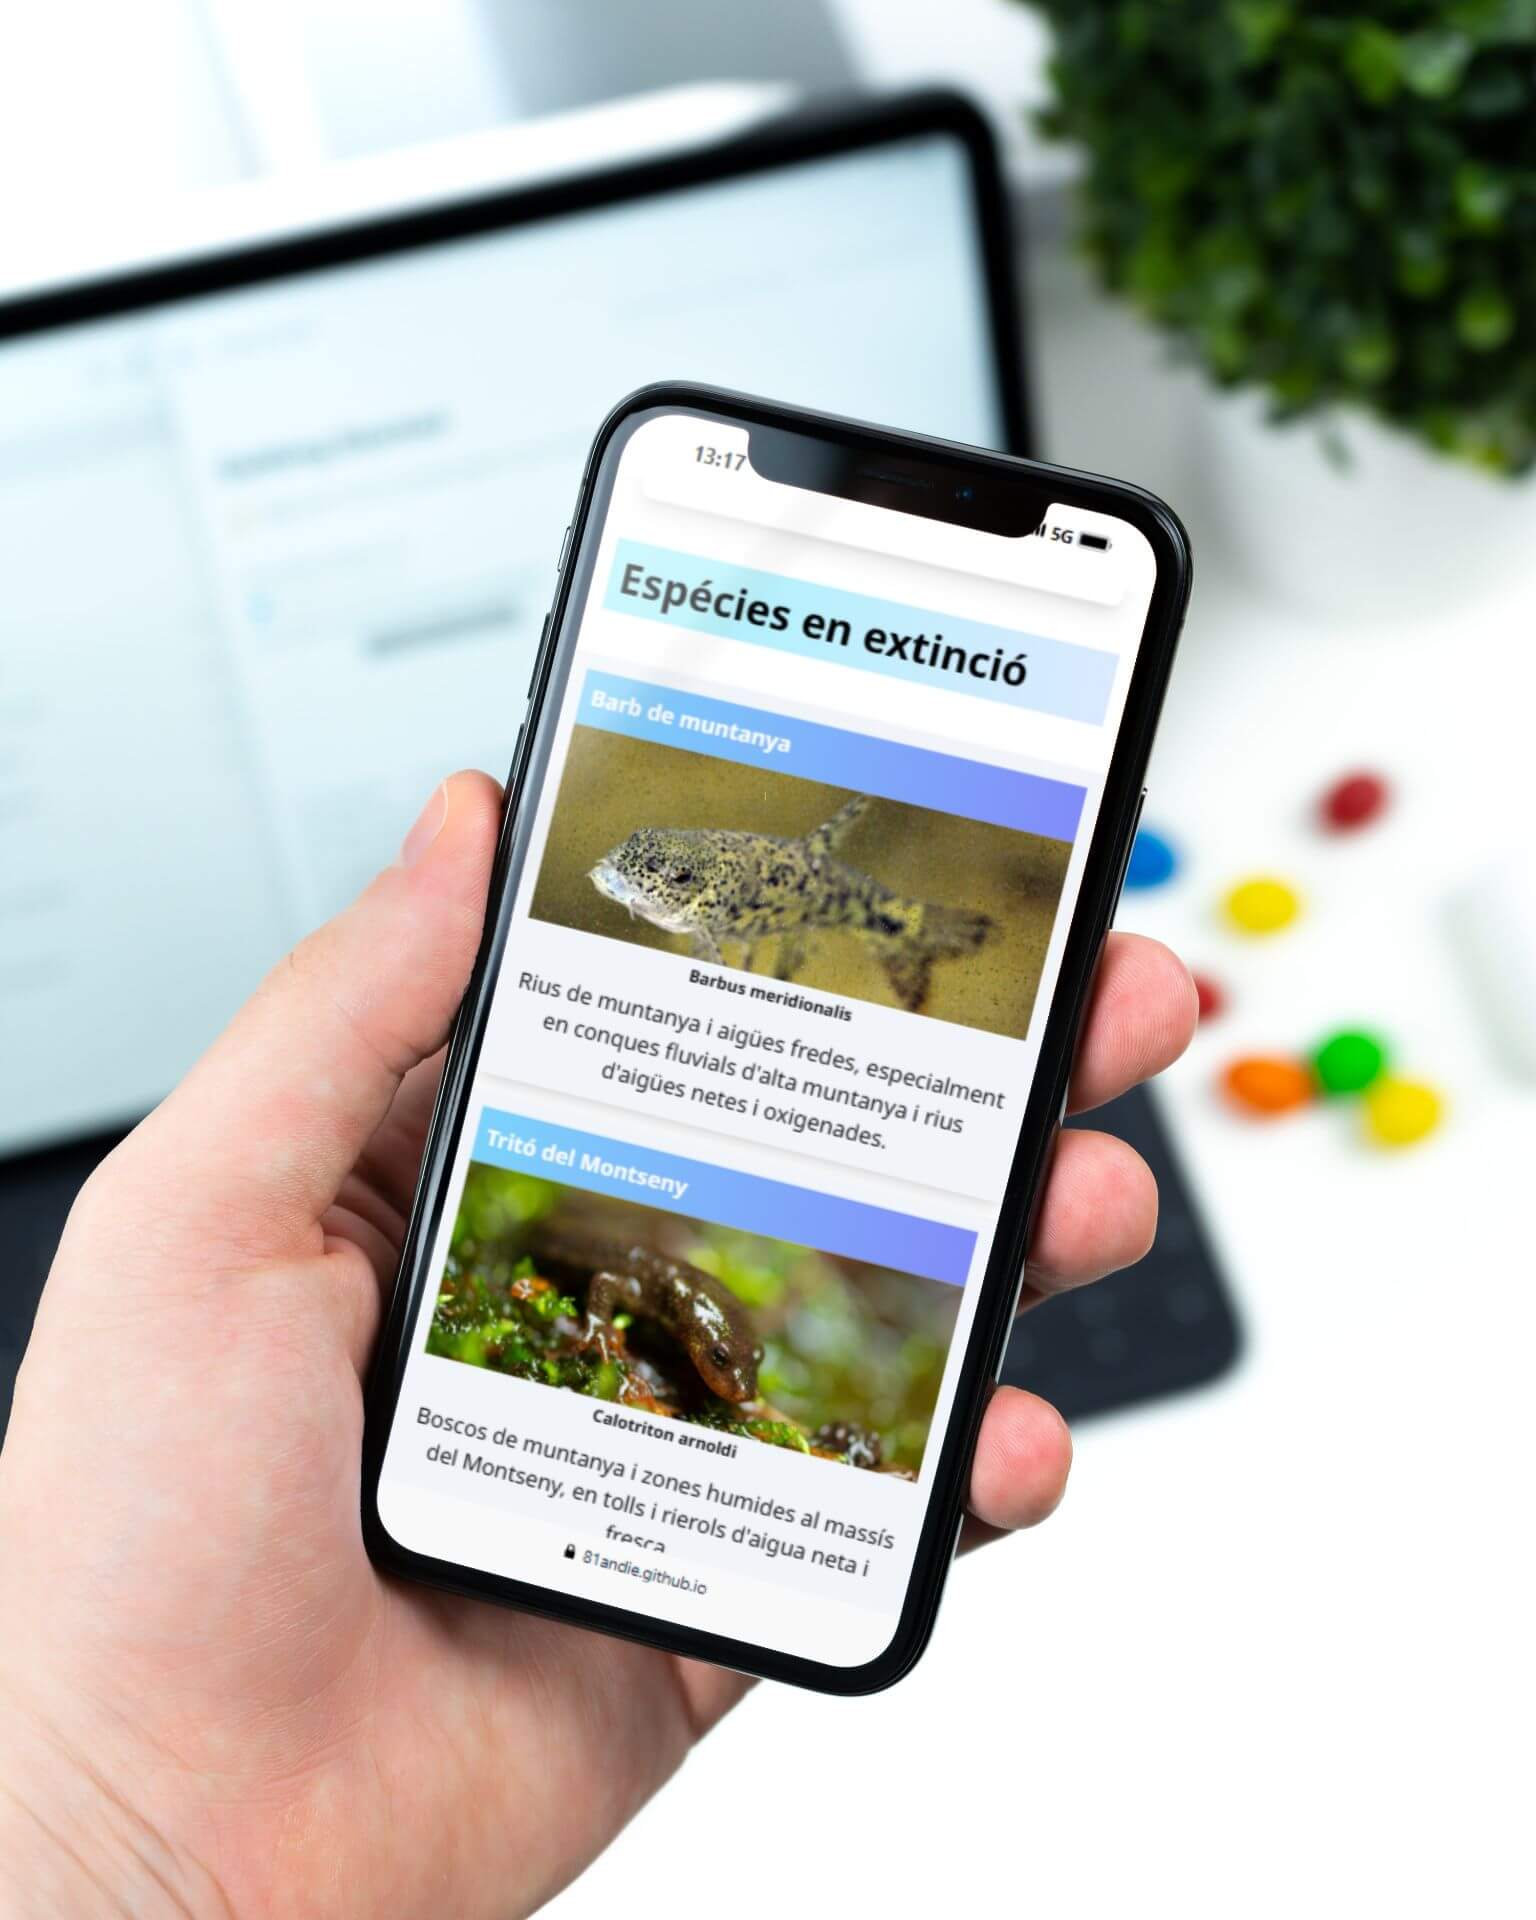 13:17
5G
Espécies en extinció
Barb de muntanya
Barbus meridionalis
Rius de muntanya i aigües fredes, especialment
en conques fluvials d'alta muntanya i rius
d'aigües netes i oxigenades.
Tritó del Montseny
Calotriton arnoldi
Boscos de muntanya i zones humides al massís
del Montseny, en tolls i rierols d'aigua neta i
fresca.
81andie.github.io